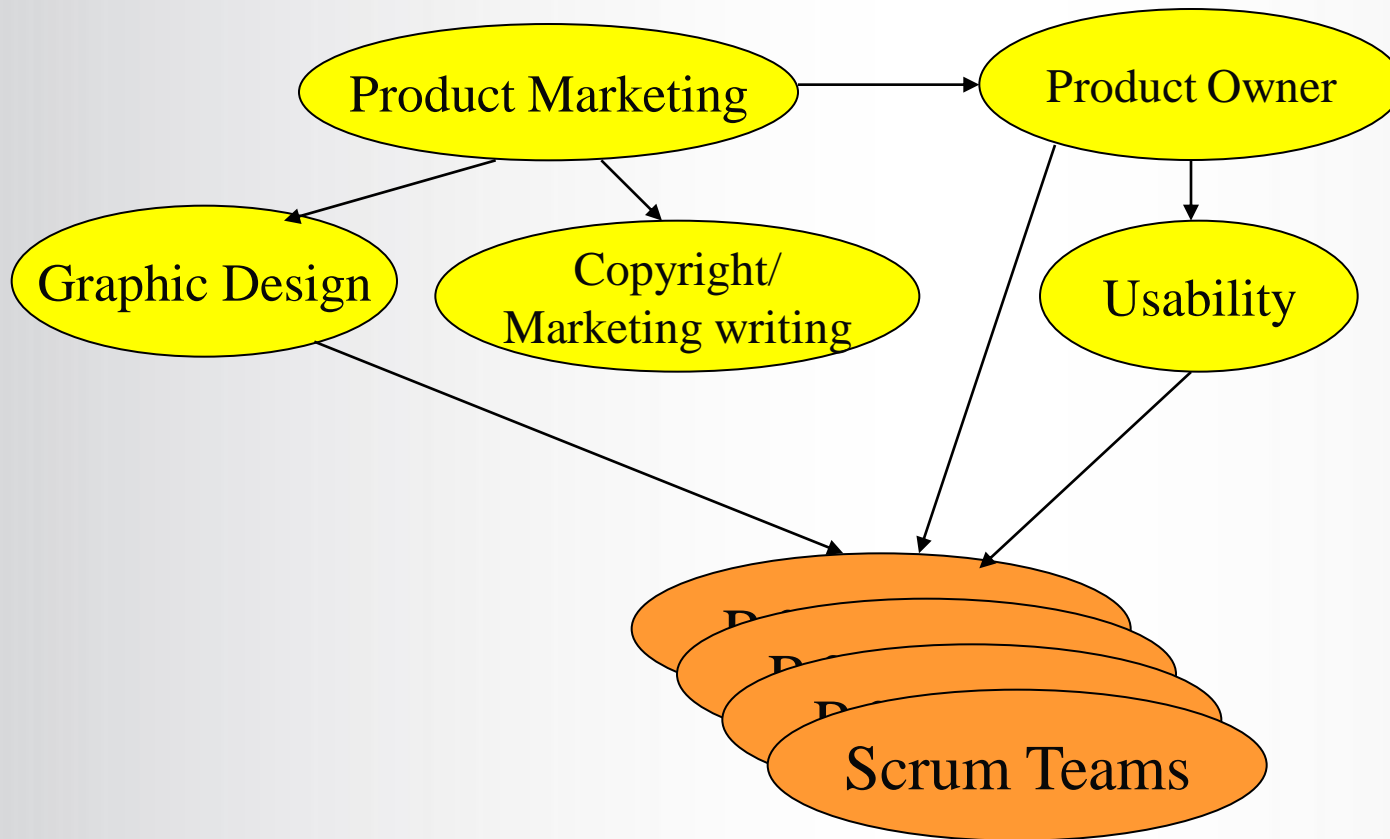 Product Marketing
Product Owner
Graphic Design
Copyright/
Marketing writing
Usability
Scrum Teams